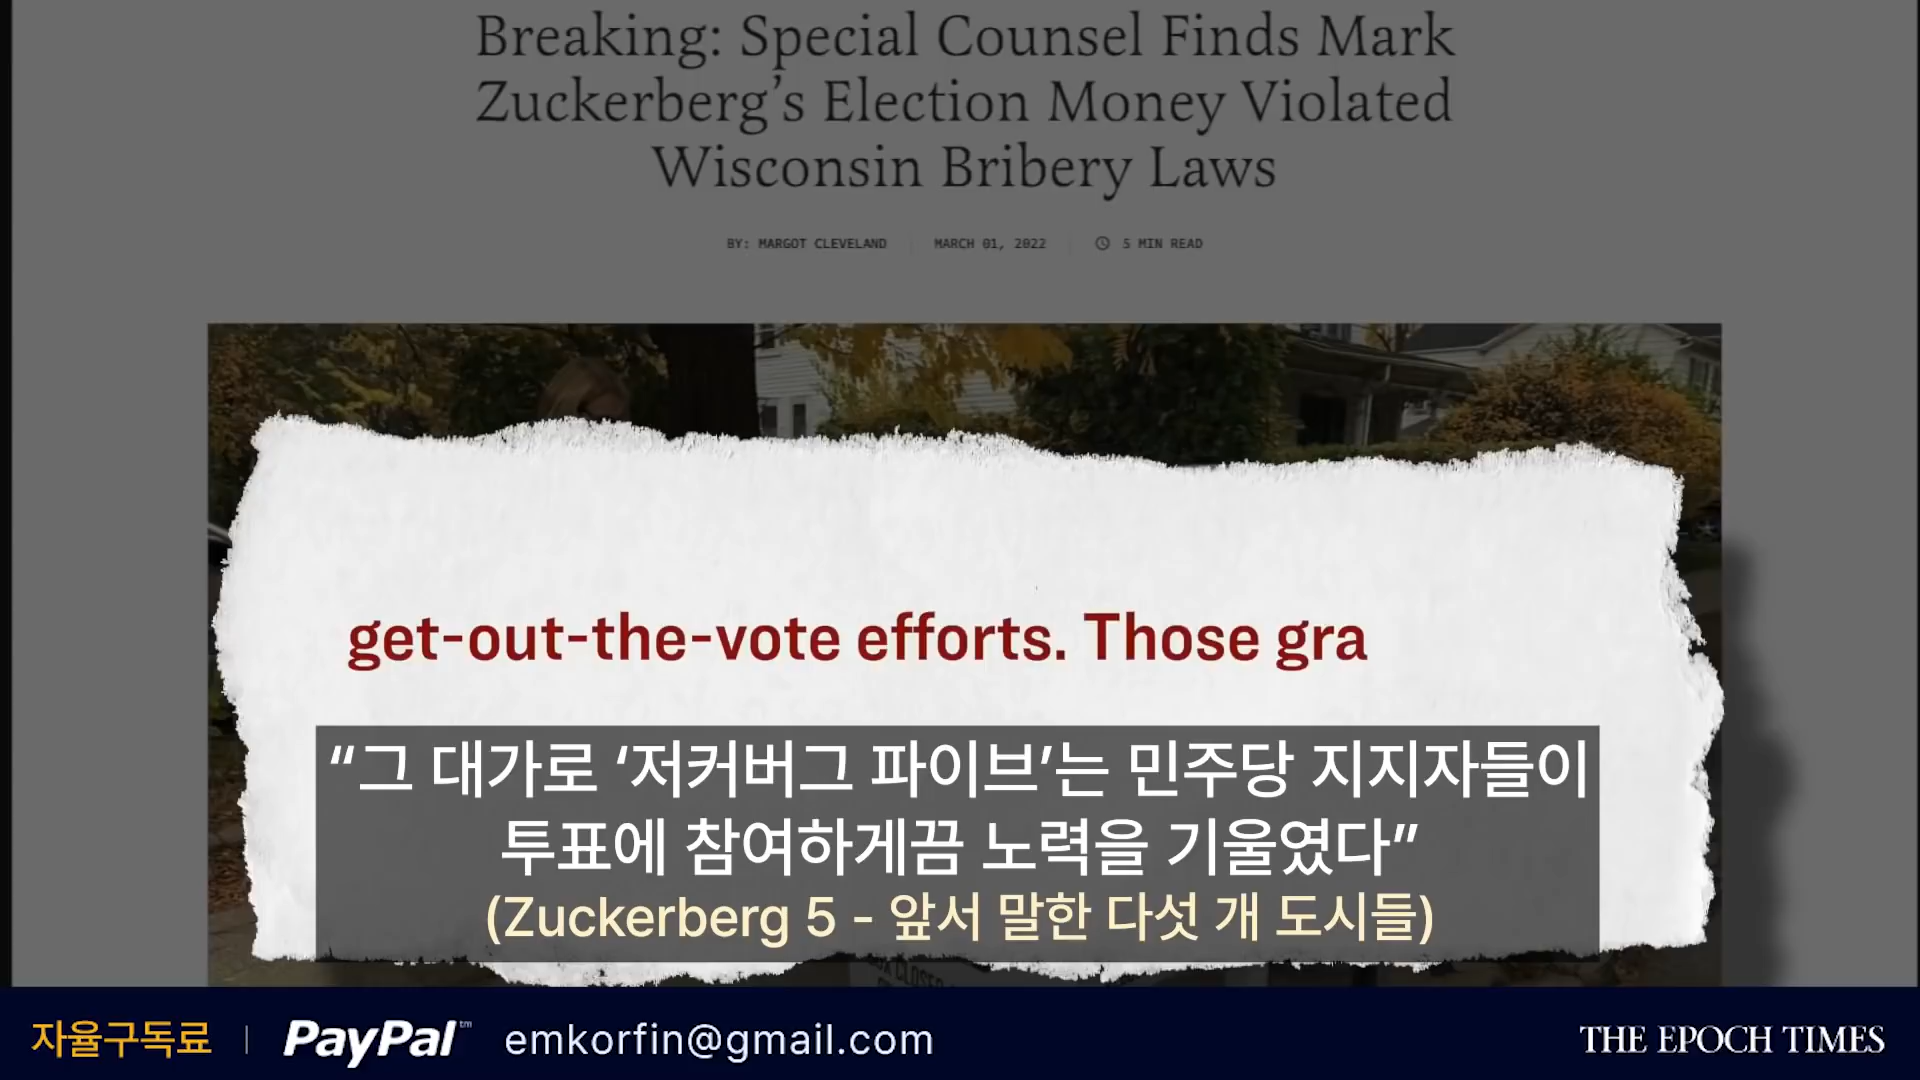 Breaking: Special Counsel Finds Mark
Zuckerberg’s Election Money Violated
Wisconsin Bribery Laws
BY: MARGOT CLEVELAND
MARCH 01, 2022
5 MIN READ
get-out-the-vote efforts. Those gra
“그 대가로 ‘저커버그 파이브’는 민주당 지지자들이
투표에 참여하게끔 노력을 기울였다”
(Zuckerberg 5 - 앞서 말한 다섯 개 도시들)
CLOSED
자율구독료 | PayPal™ emkorfin@gmail.com
THE EPOCH TIMES